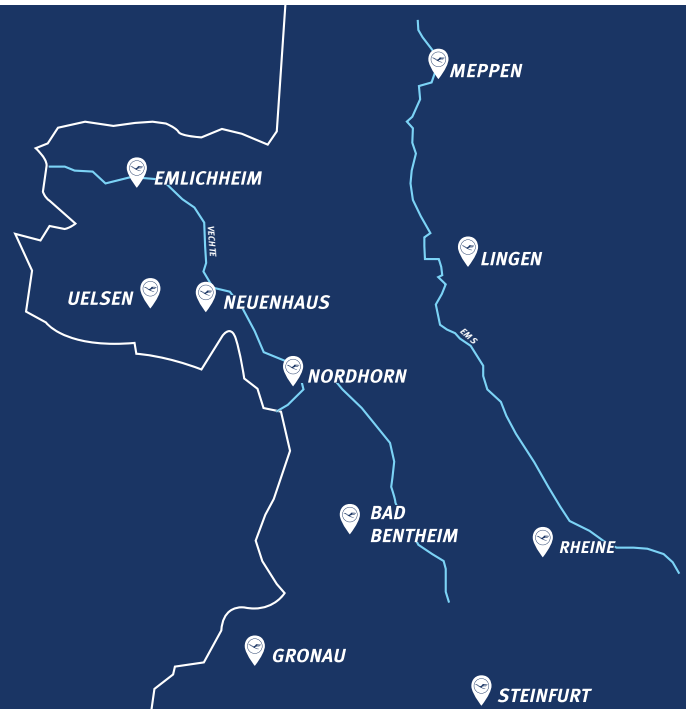 MEPPEN
EMLICHHEIM
VECHTE
LINGEN
UELSEN
NEUENHAUS
EMS
NORDHORN
BAD
BENTHEIM
RHEINE
GRONAU
STEINFURT